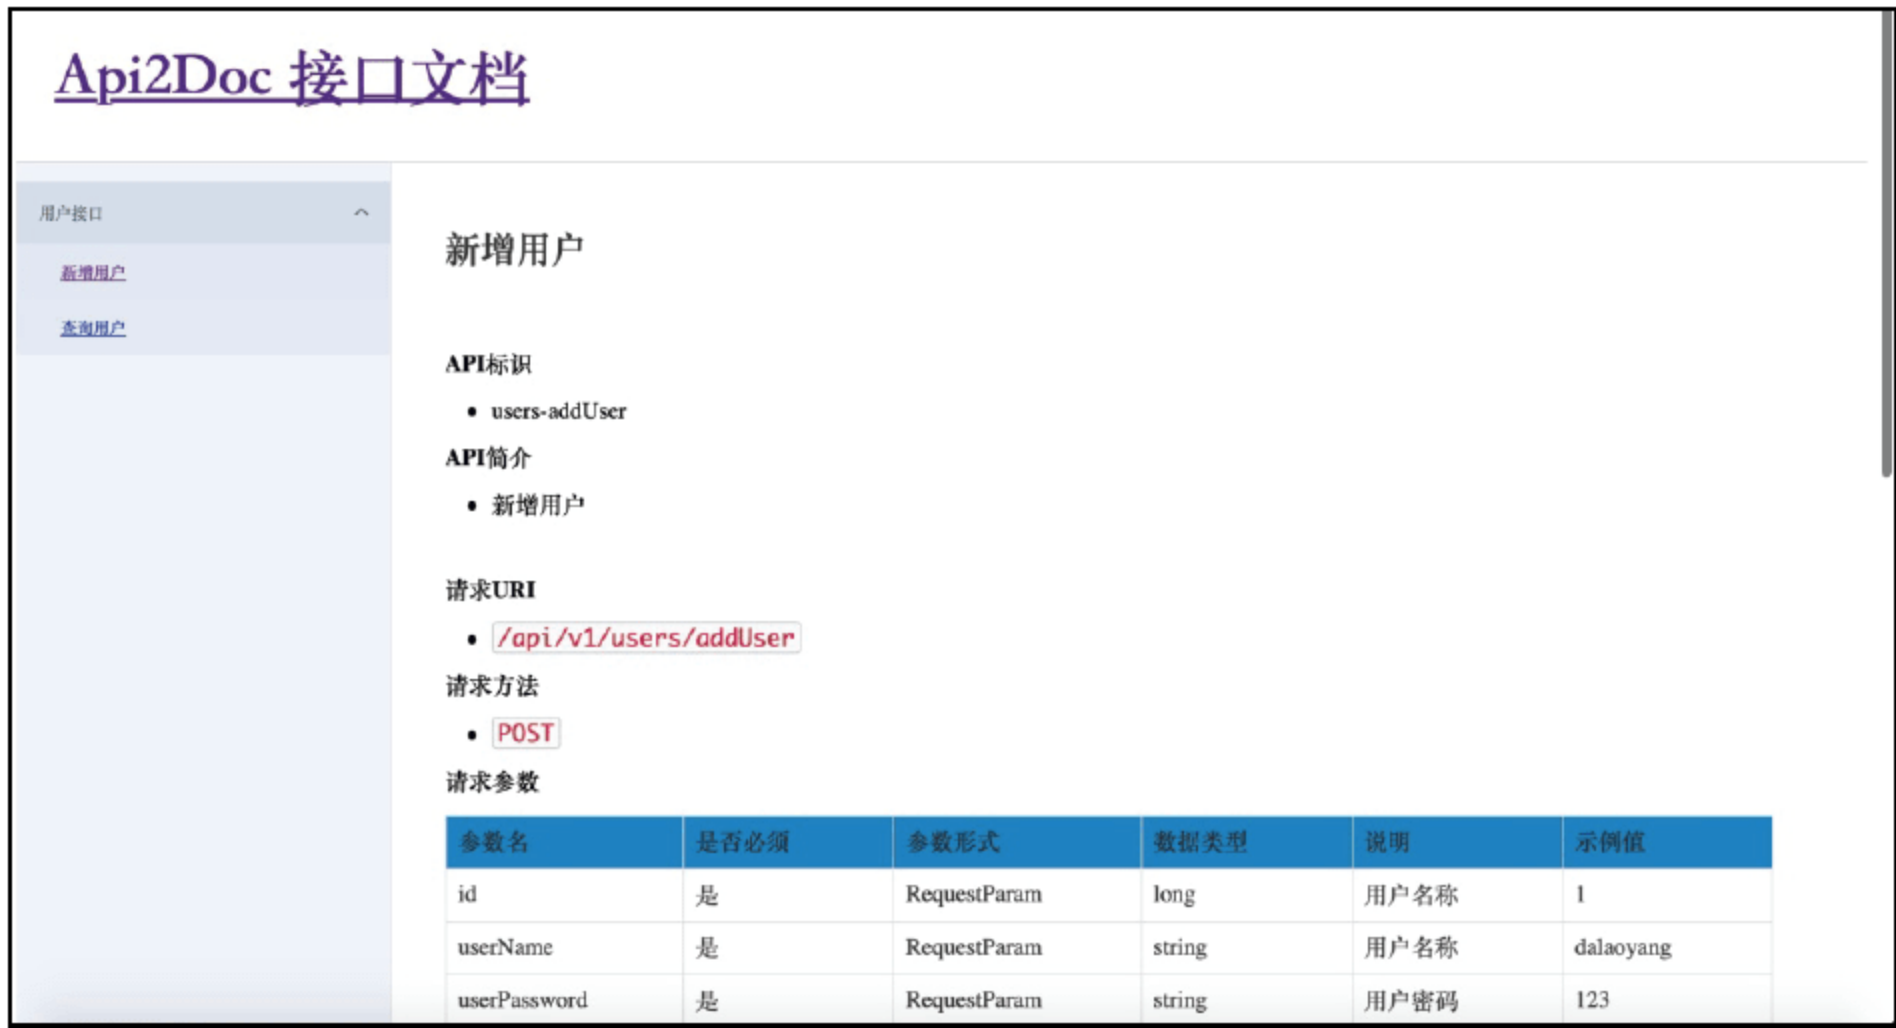 Api2Doc 接口文档
用户接口
新增用户
查询用户
新增用户
API标识
users-addUser
API简介
新增用户
请求URI
/api/v1/users/addUser
请求方法
POST
请求参数
参数名 是否必须 参数形式 数据类型 说明 示例值
id 是 RequestParam long 用户名称 1
userName 是 RequestParam string 用户名称 dalaoyang
userPassword 是 RequestParam string 用户密码 123